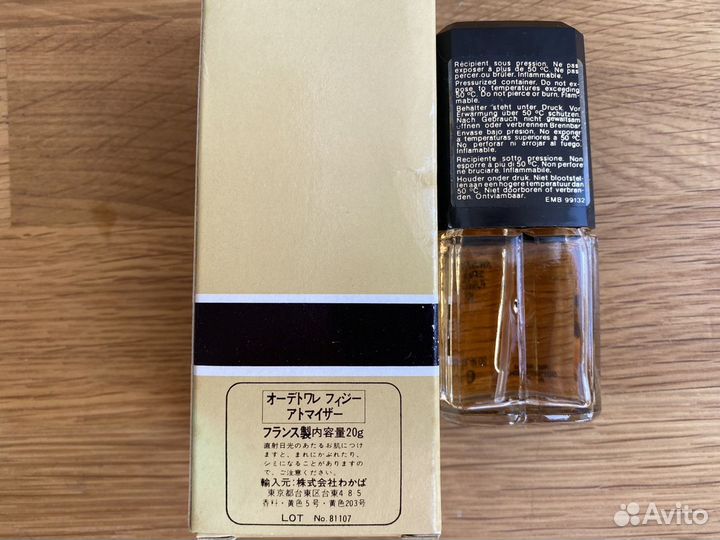 オーデトワレ フィジー
アトマイザー
フランス製内容量20g
直射日光のあたるお肌につけ
ますと、まれにかぶれたり、
シミになることがありますの
で、ご注意ください。
輸入元:株式会社わかば
東京都台東区台東485
香料・黄色5号・黄色203号
LOT No. 81107
Récipient sous pression. Ne pas
exposer à plus de 50 °C. Ne pas
percer ou brûler. Inflammable.
Pressurized container. Do not ex-
pose to temperatures exceeding
50 °C. Do not pierce or burn. Flam-
mable.
Behälter steht unter Druck. Vor
Erwärmung über 50 °C schützen.
Nach Gebrauch nicht gewaltsam
öffnen oder verbrennen Brennbar
Envase bajo presion. No exponer
a temperaturas superiores a 50 °C.
No perforar ni arrojar al fuego.
Inflamable.
Recipiente sotto pressione. Non
esporre a piu di 50 °C. Non perfore
ne bruciare. Inflammabile.
Houder onder druk. Niet blootstel-
len aan een hogere temperatuur dan
50 °C. Niet doorboren of verbran-
den. Ontvlambaar.
EMB 99132
Avito